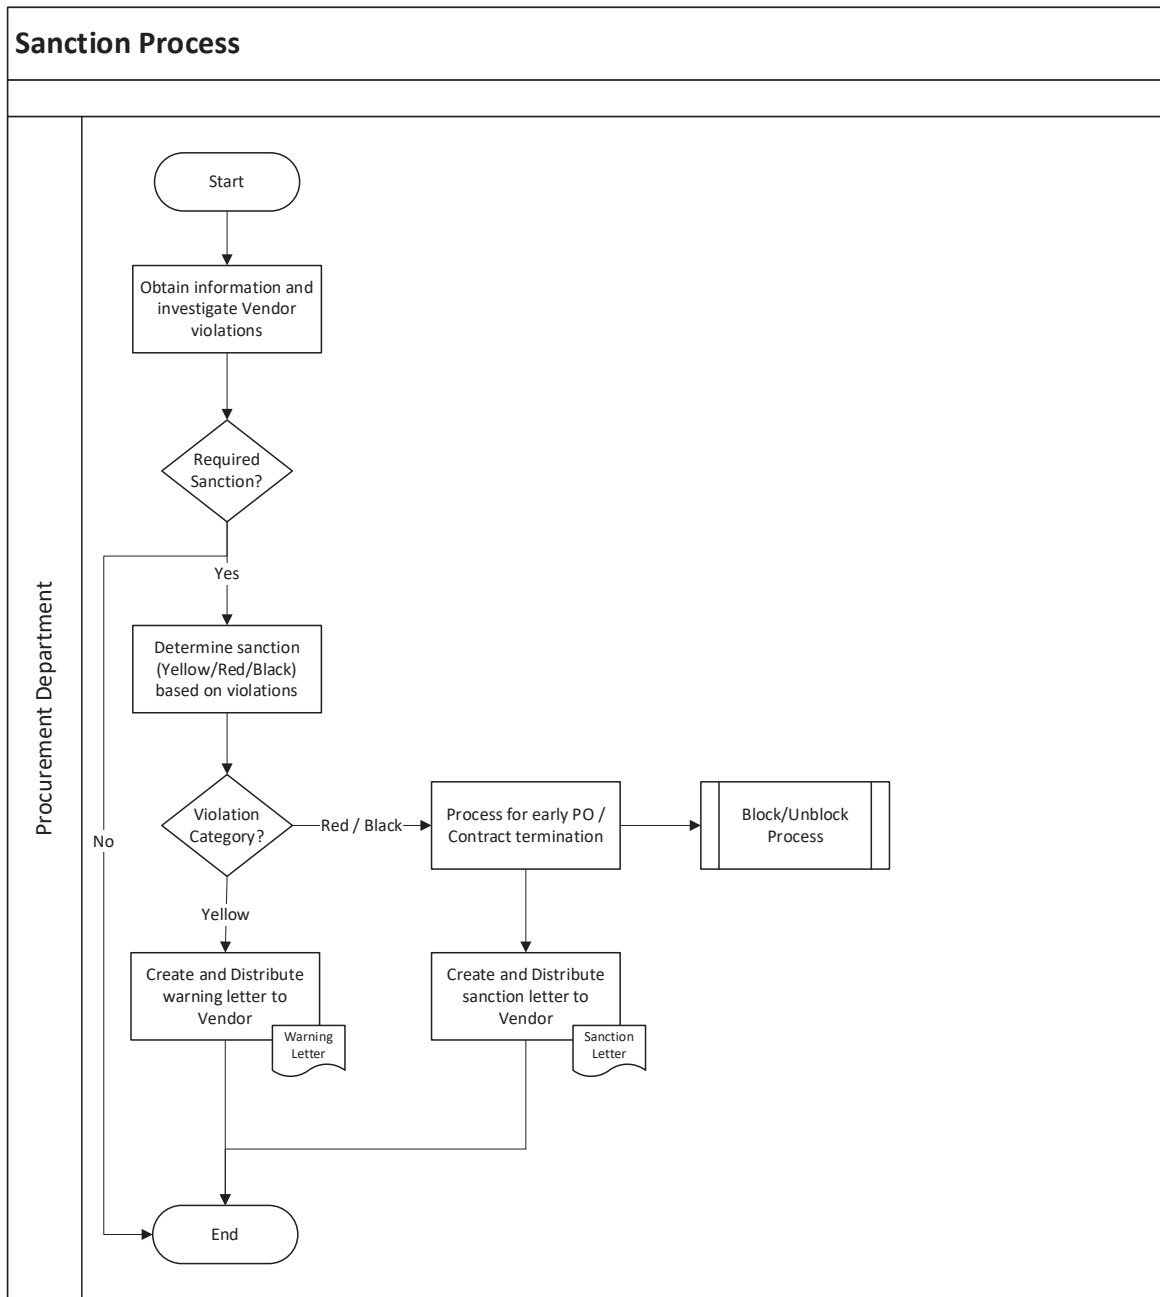 Sanction Process
Procurement Department
Start
Obtain information and
investigate Vendor
violations
Required
Sanction?
Yes
No
Determine sanction
(Yellow/Red/Black)
based on violations
Violation
Category?
Red / Black
Process for early PO /
Contract termination
Block/Unblock
Process
Yellow
Create and Distribute
warning letter to
Vendor
Warning
Letter
Create and Distribute
sanction letter to
Vendor
Sanction
Letter
End